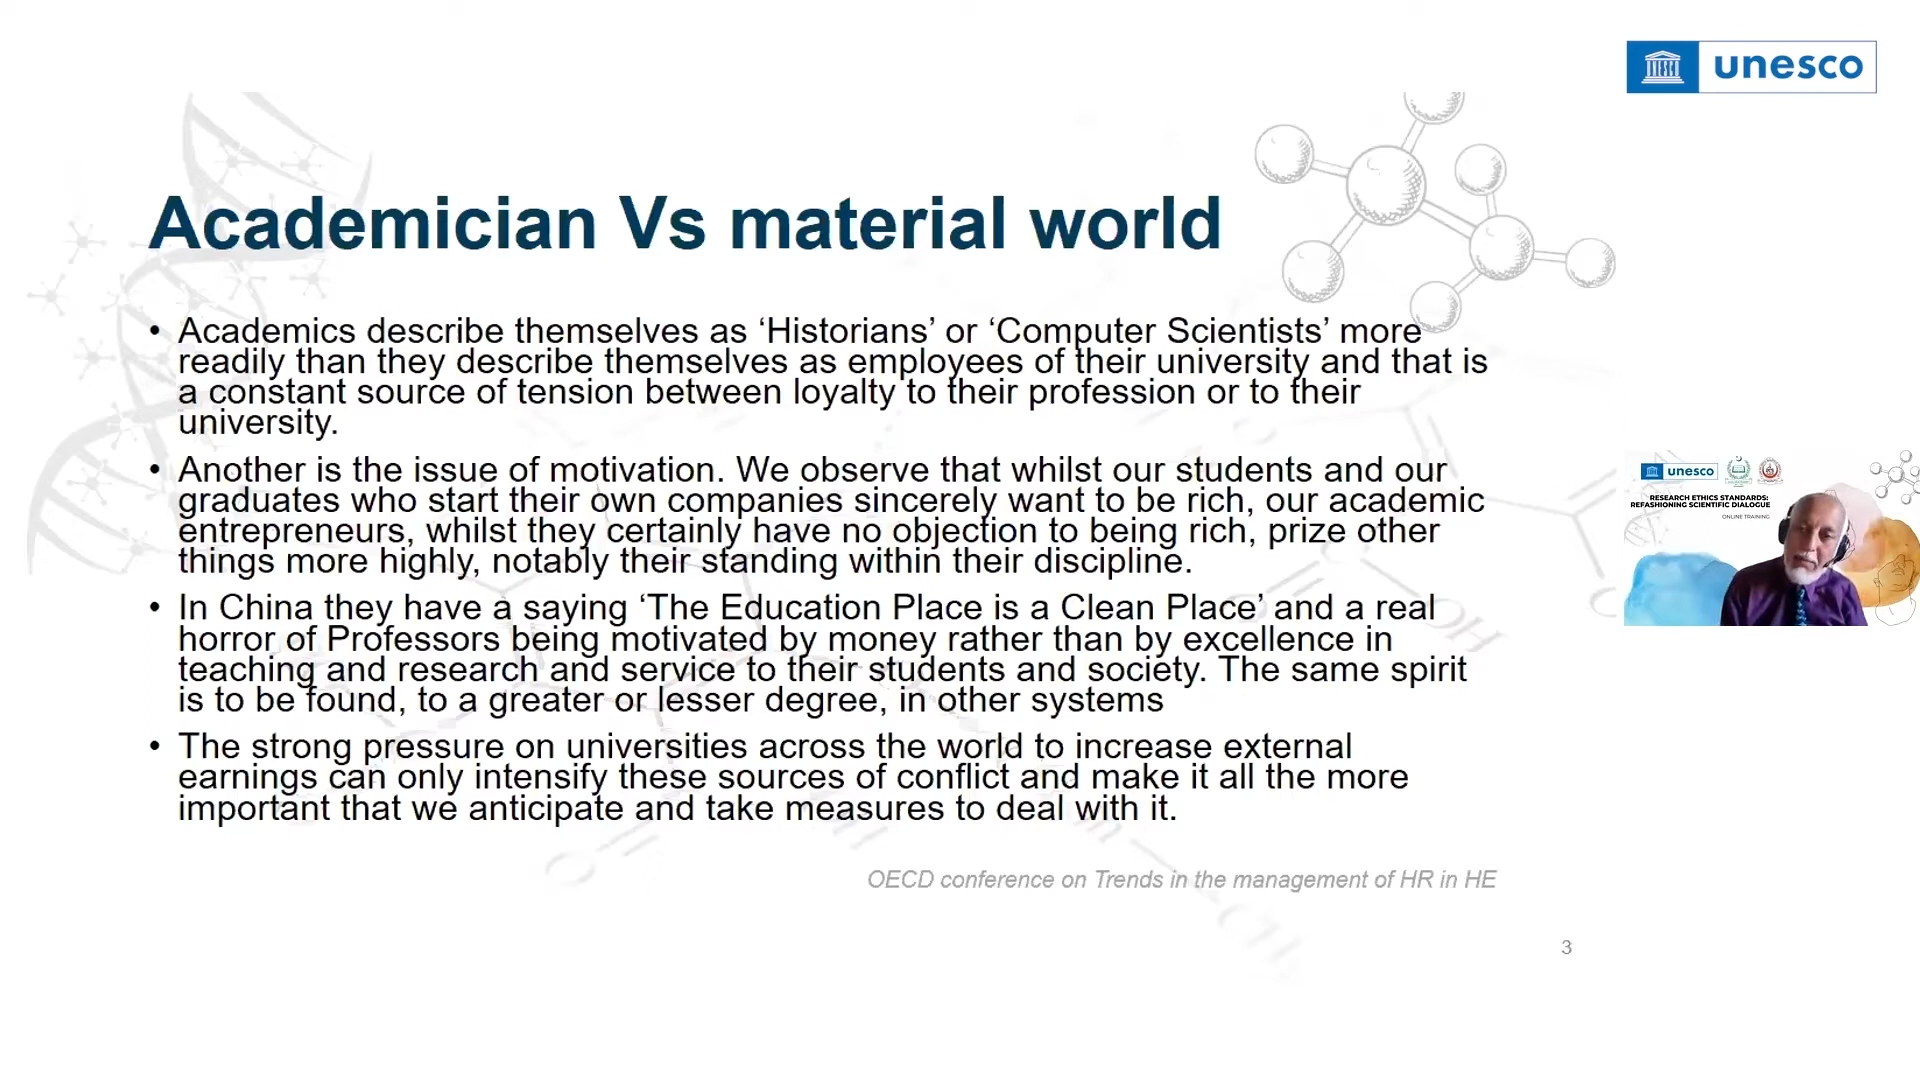 unesco
Academician Vs material world
• Academics describe themselves as ‘Historians’ or ‘Computer Scientists’ more
readily than they describe themselves as employees of their university and that is
a constant source of tension between loyalty to their profession or to their
university.
• Another is the issue of motivation. We observe that whilst our students and our
graduates who start their own companies sincerely want to be rich, our academic
entrepreneurs, whilst they certainly have no objection to being rich, prize other
things more highly, notably their standing within their discipline.
• In China they have a saying ‘The Education Place is a Clean Place’ and a real
horror of Professors being motivated by money rather than by excellence in
teaching and research and service to their students and society. The same spirit
is to be found, to a greater or lesser degree, in other systems
• The strong pressure on universities across the world to increase external
earnings can only intensify these sources of conflict and make it all the more
important that we anticipate and take measures to deal with it.
OECD conference on Trends in the management of HR in HE
3
unesco
RESEARCH ETHICS STANDARDS:
REFASHIONING SCIENTIFIC DIALOGUE
ONLINE TRAINING